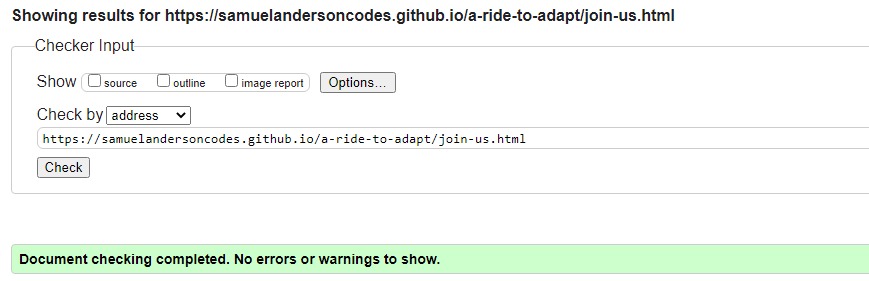 Showing results for https://samuelandersoncodes.github.io/a-ride-to-adapt/join-us.html
Checker Input
Show source outline image report Options...
Check by address
https://samuelandersoncodes.github.io/a-ride-to-adapt/join-us.html
Check
Document checking completed. No errors or warnings to show.